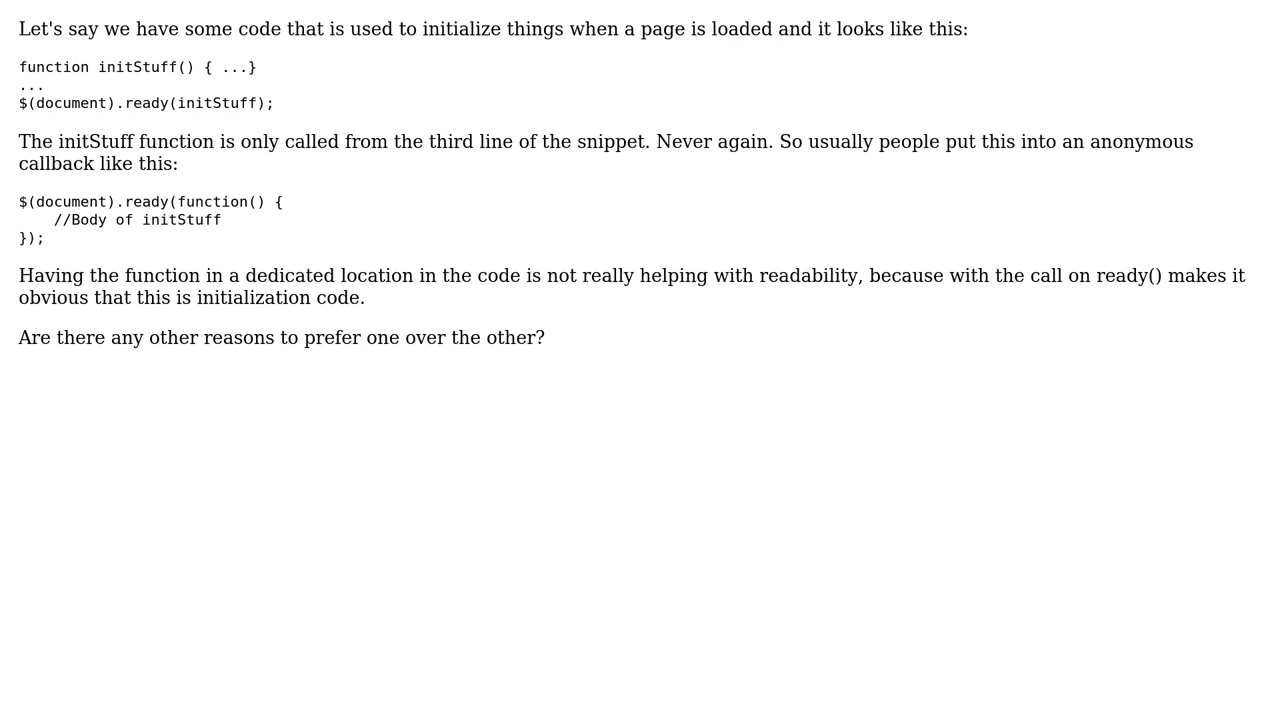 Let's say we have some code that is used to initialize things when a page is loaded and it looks like this:
function initStuff() { ...}
...
$(document).ready(initStuff);
The initStuff function is only called from the third line of the snippet. Never again. So usually people put this into an anonymous
callback like this:
$(document).ready(function() {
    //Body of initStuff
});
Having the function in a dedicated location in the code is not really helping with readability, because with the call on ready() makes it
obvious that this is initialization code.
Are there any other reasons to prefer one over the other?